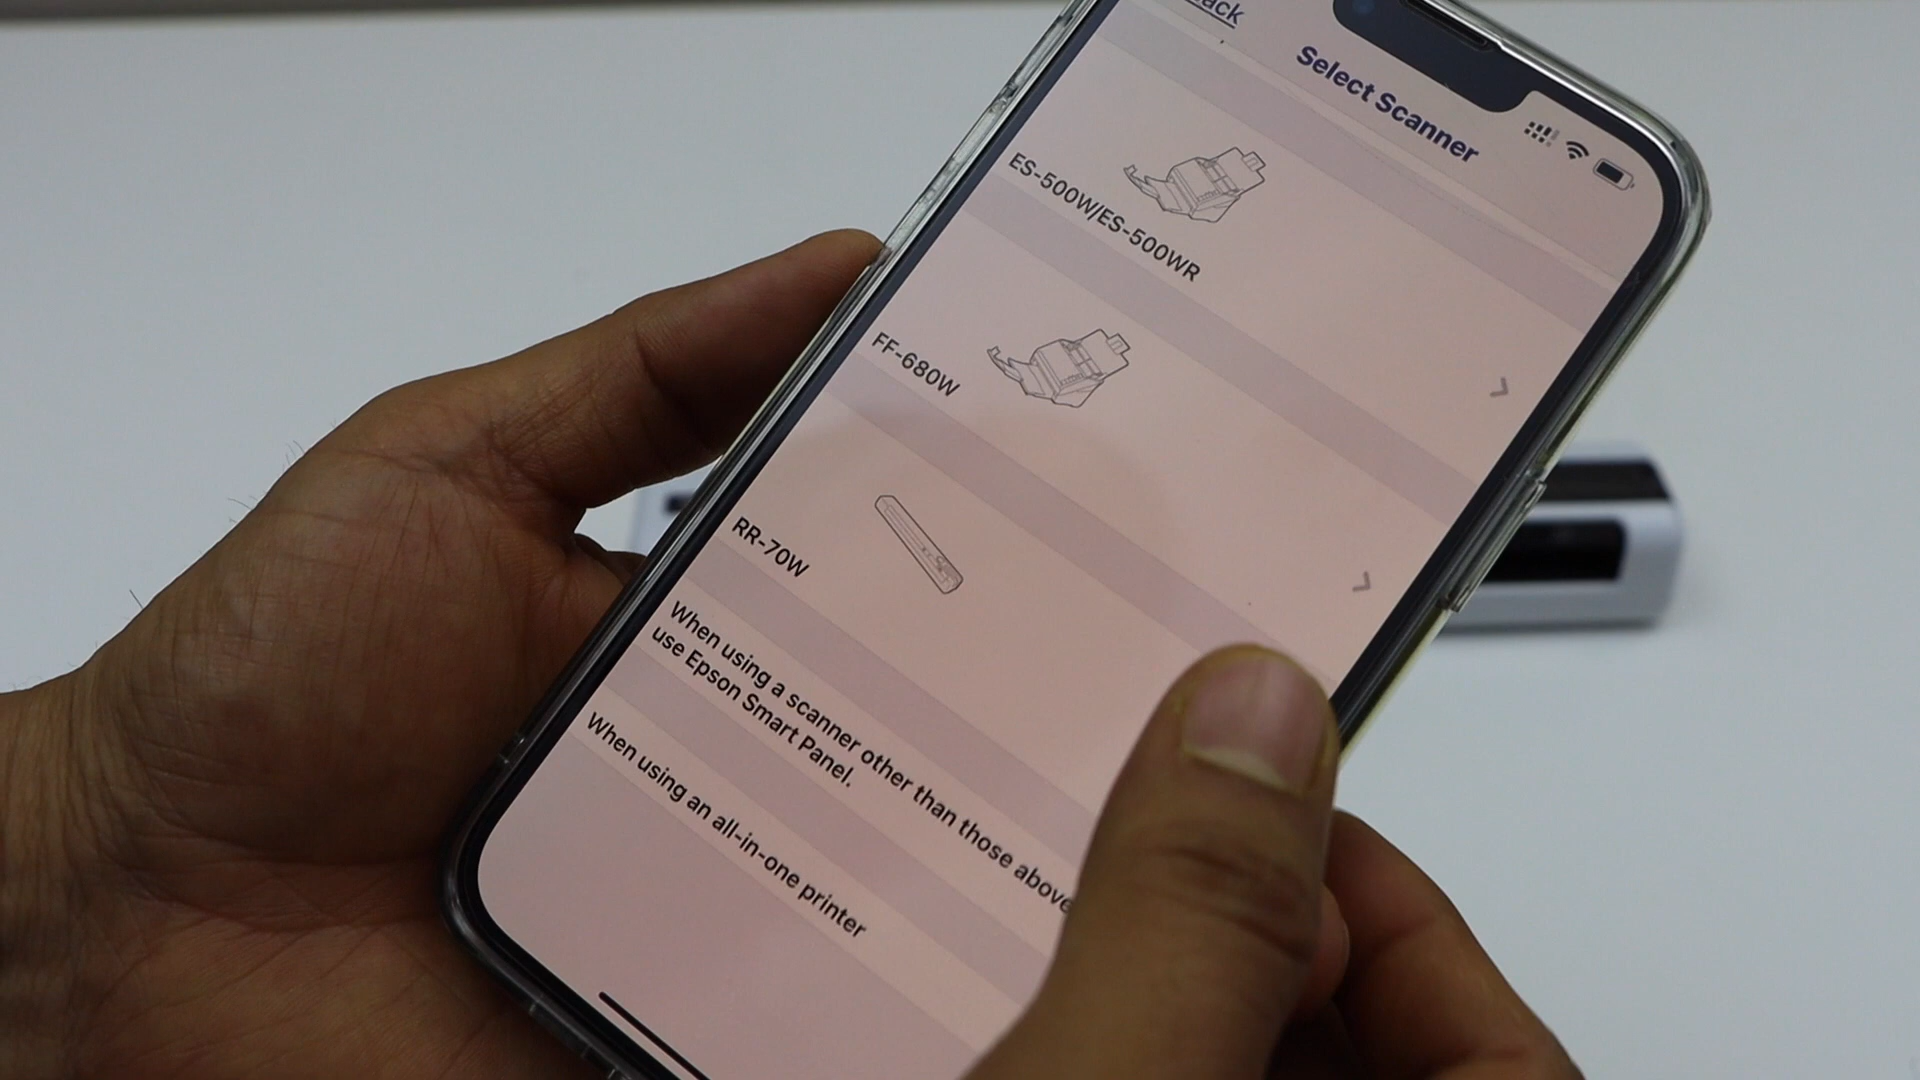 Select Scanner
ES-500W/ES-500WR
FF-680W
RR-70W
When using a scanner other than those above
use Epson Smart Panel.
When using an all-in-one printer